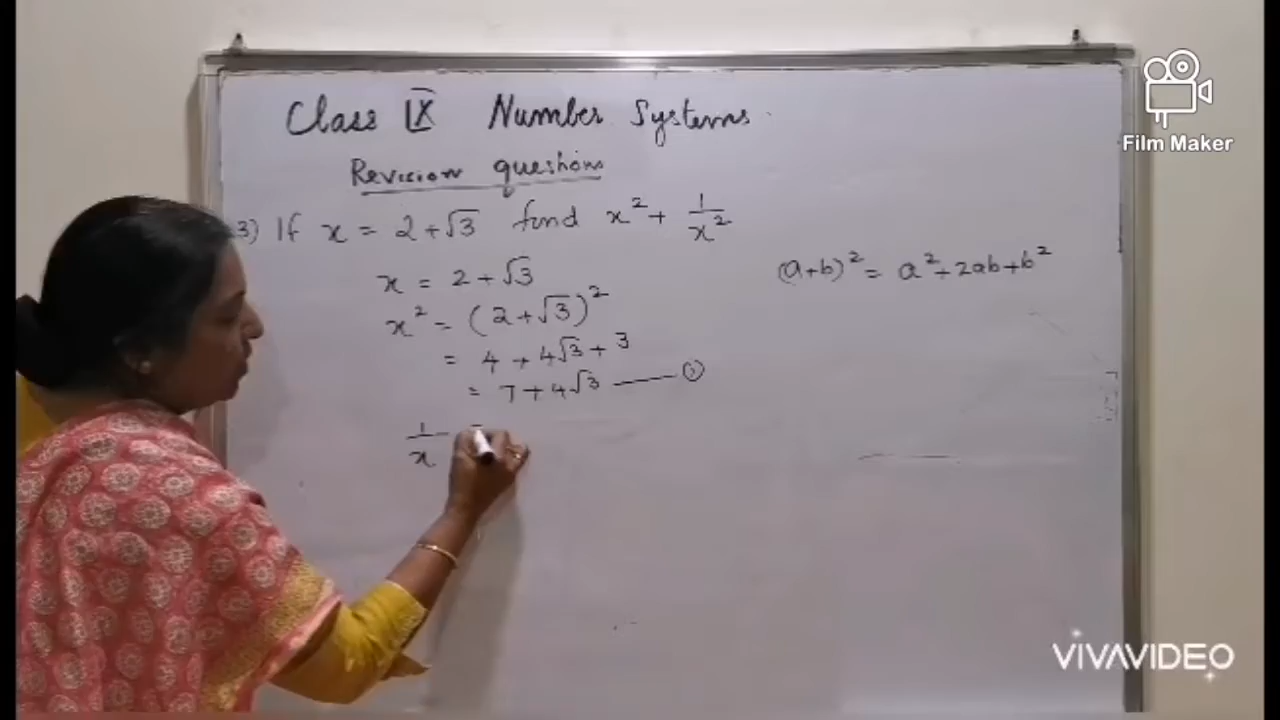 Class IX Number Systems
Revision questions
3) If x = 2 + √3 find x² + 1/x²
x = 2 + √3
(a+b)² = a² + 2ab + b²
x² = (2 + √3)²
= 4 + 4√3 + 3
= 7 + 4√3 —— ①
1/x
Film Maker
VIVAVIDEO